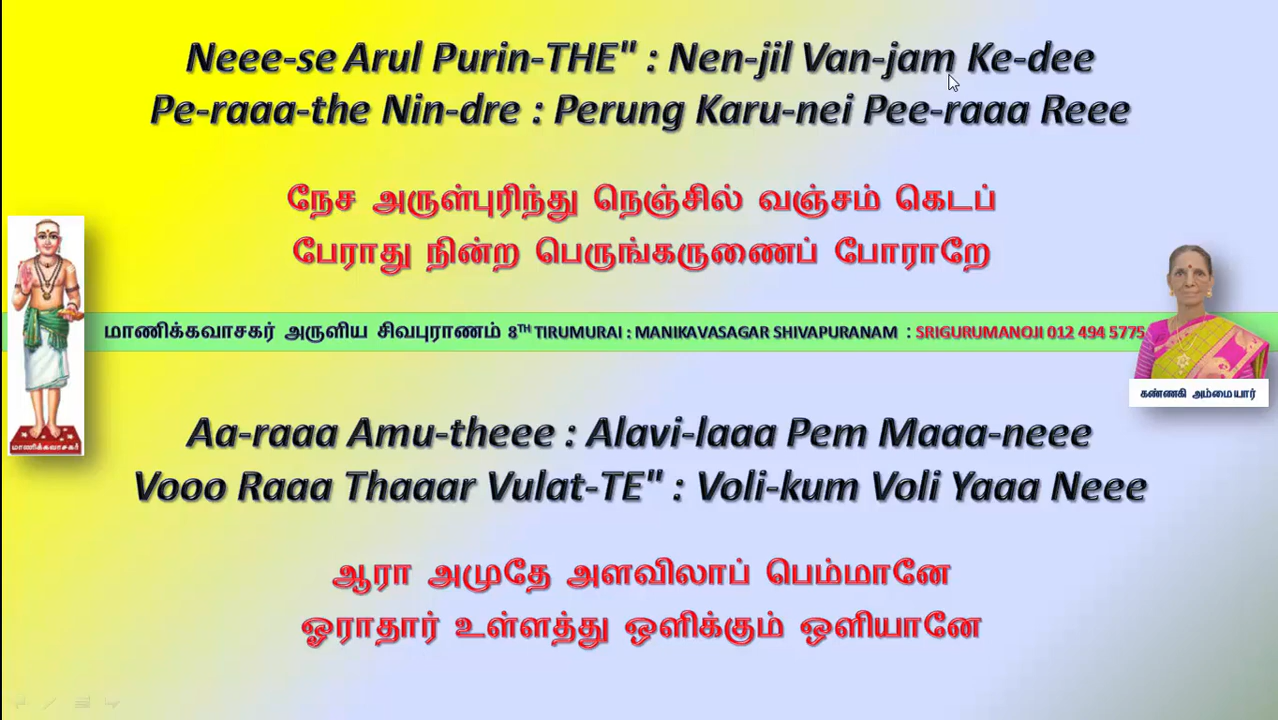 Neee-se Arul Purin-THE" : Nen-jil Van-jam Ke-dee
Pe-raaa-the Nin-dre : Perung Karu-nei Pee-raaa Reee
நேச அருள்புரிந்து நெஞ்சில் வஞ்சம் கெடப்
பேராது நின்ற பெருங்கருணைப் போராறே
மாணிக்கவாசகர் அருளிய சிவபுராணம் 8TH TIRUMURAI : MANIKAVASAGAR SHIVAPURANAM : SRIGURUMANOJI 012 494 5775
மாணிக்கவாசகர்
கண்ணகி அம்மையார்
Aa-raaa Amu-theee : Alavi-laaa Pem Maaa-neee
Vooo Raaa Thaaar Vulat-TE" : Voli-kum Voli Yaaa Neee
ஆரா அமுதே அளவிலாப் பெம்மானே
ஓராதார் உள்ளத்து ஒளிக்கும் ஒளியானே